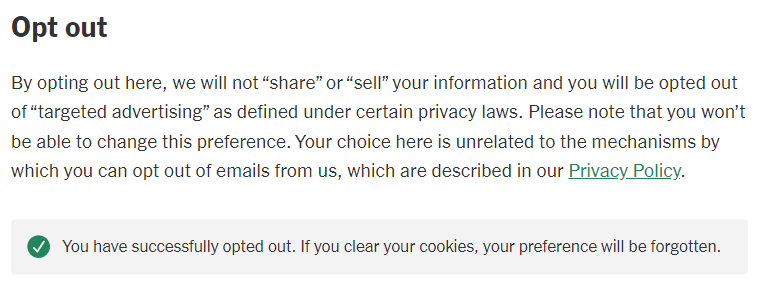 Opt out
By opting out here, we will not “share” or “sell” your information and you will be opted out
of “targeted advertising” as defined under certain privacy laws. Please note that you won’t
be able to change this preference. Your choice here is unrelated to the mechanisms by
which you can opt out of emails from us, which are described in our Privacy Policy.
You have successfully opted out. If you clear your cookies, your preference will be forgotten.